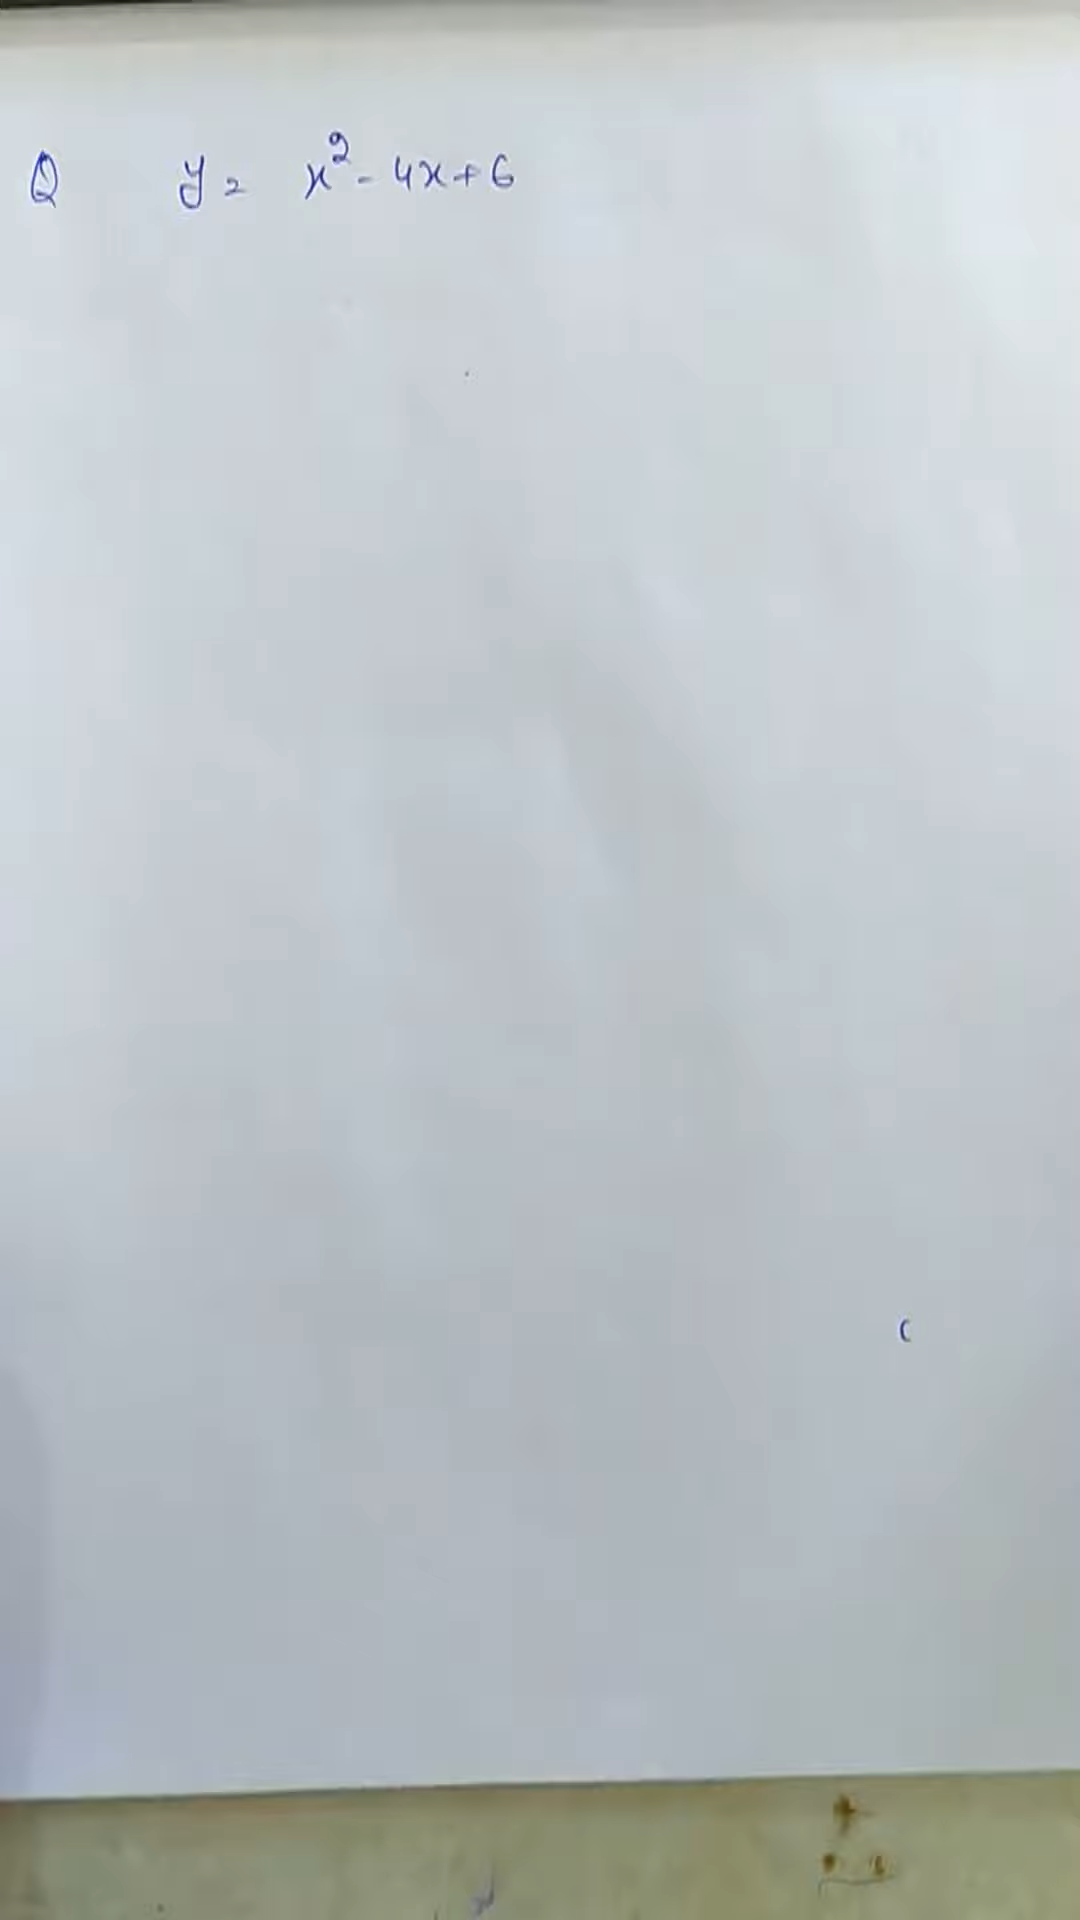 Q y = x² - 4x + 6
(